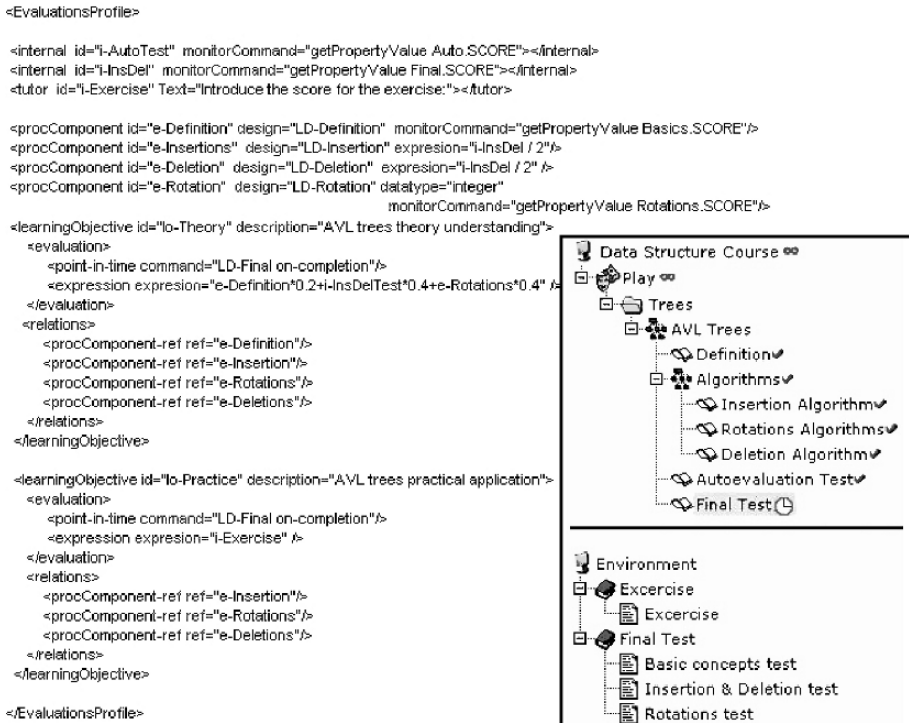 <EvaluationsProfile>
<internal id="i-AutoTest" monitorCommand="getPropertyValue Auto.SCORE"></internal>
<internal id="i-InsDel" monitorCommand="getPropertyValue Final.SCORE"></internal>
<tutor id="i-Exercise" Text="Introduce the score for the exercise:"></tutor>
<procComponent id="e-Definition" design="LD-Definition" monitorCommand="getPropertyValue Basics.SCORE"/>
<procComponent id="e-Insertions" design="LD-Insertion" expresion="i-InsDel / 2"/>
<procComponent id="e-Deletion" design="LD-Deletion" expresion="i-InsDel / 2" />
<procComponent id="e-Rotation" design="LD-Rotation" datatype="integer"
monitorCommand="getPropertyValue Rotations.SCORE"/>
<learningObjective id="lo-Theory" description="AVL trees theory understanding">
<evaluation>
<point-in-time command="LD-Final on-completion"/>
<expression expresion="e-Definition*0.2+i-InsDelTest*0.4+e-Rotations*0.4" />
</evaluation>
<relations>
<procComponent-ref ref="e-Definition"/>
<procComponent-ref ref="e-Insertion"/>
<procComponent-ref ref="e-Rotations"/>
<procComponent-ref ref="e-Deletions"/>
</relations>
</learningObjective>
<learningObjective id="lo-Practice" description="AVL trees practical application">
<evaluation>
<point-in-time command="LD-Final on-completion"/>
<expression expresion="i-Exercise" />
</evaluation>
<relations>
<procComponent-ref ref="e-Insertion"/>
<procComponent-ref ref="e-Rotations"/>
<procComponent-ref ref="e-Deletions"/>
</relations>
</learningObjective>
</EvaluationsProfile>
Data Structure Course
Play
Trees
AVL Trees
Definition
Algorithms
Insertion Algorithm
Rotations Algorithms
Deletion Algorithm
Autoevaluation Test
Final Test
Environment
Excercise
Excercise
Final Test
Basic concepts test
Insertion & Deletion test
Rotations test